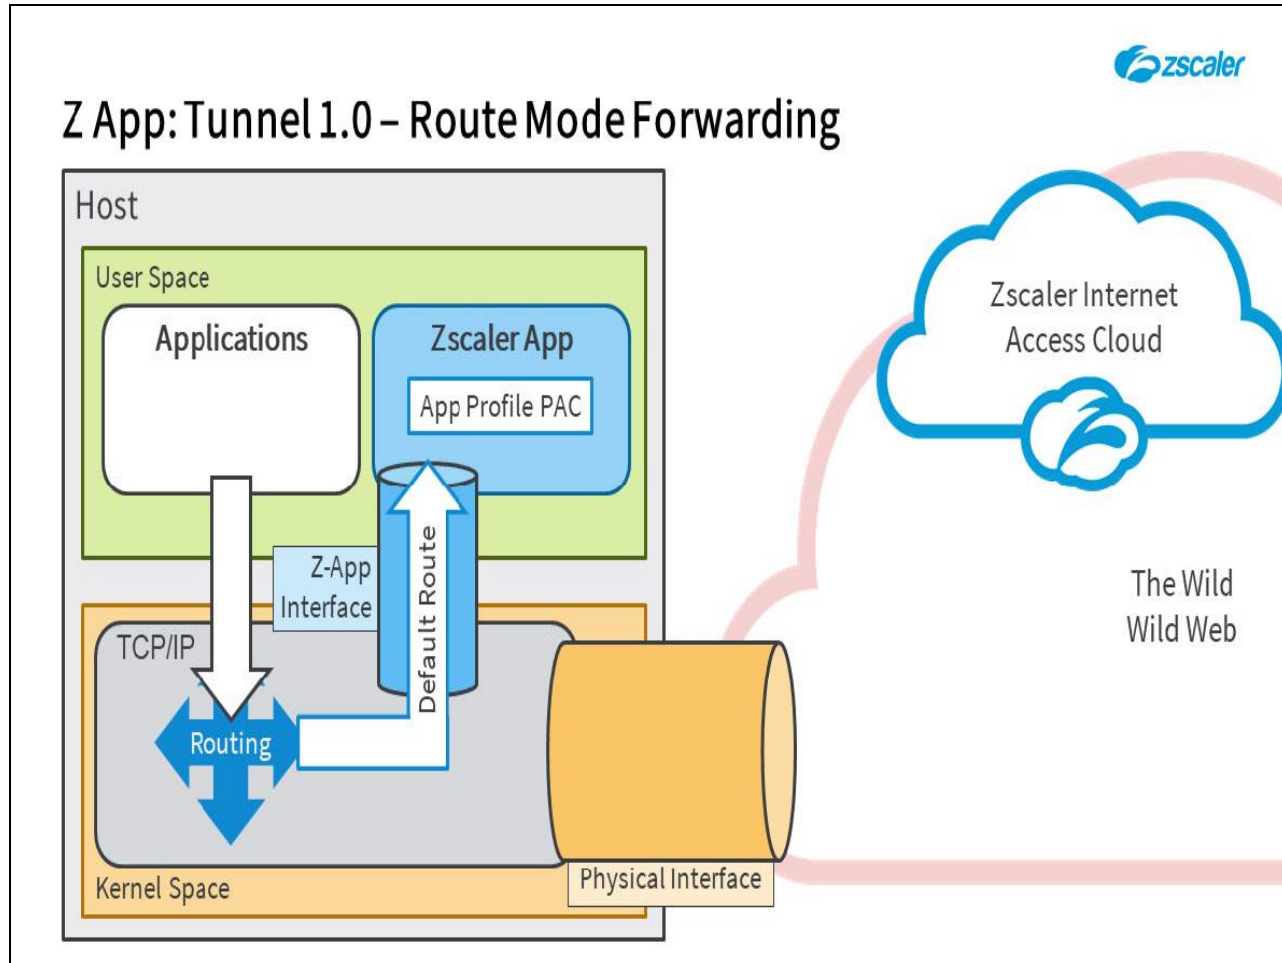 zscaler
Z App: Tunnel 1.0 – Route Mode Forwarding
Host
User Space
Applications
Zscaler App
App Profile PAC
Z-App
Interface
Default Route
TCP/IP
Routing
Kernel Space
Physical Interface
Zscaler Internet
Access Cloud
The Wild
Wild Web